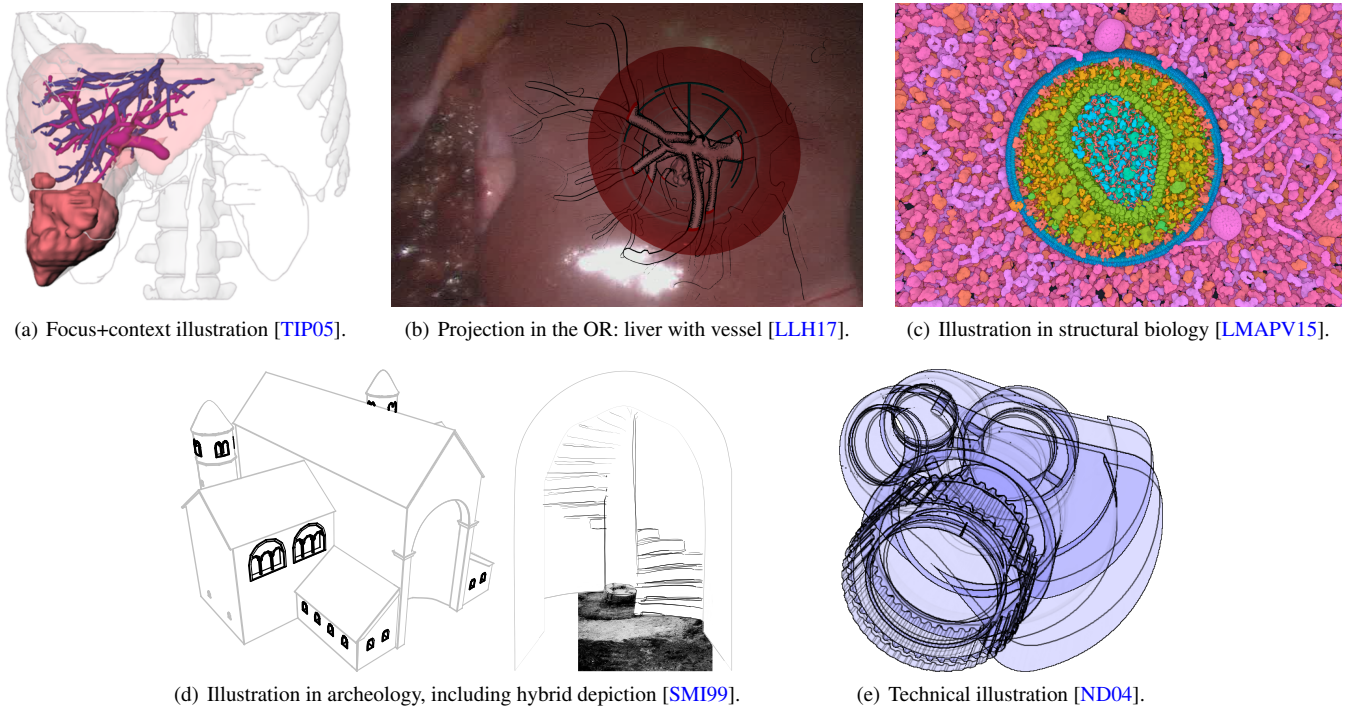 (a) Focus+context illustration [TIP05].
(b) Projection in the OR: liver with vessel [LLH17].
(c) Illustration in structural biology [LMAPV15].
(d) Illustration in archeology, including hybrid depiction [SMI99].
(e) Technical illustration [ND04].